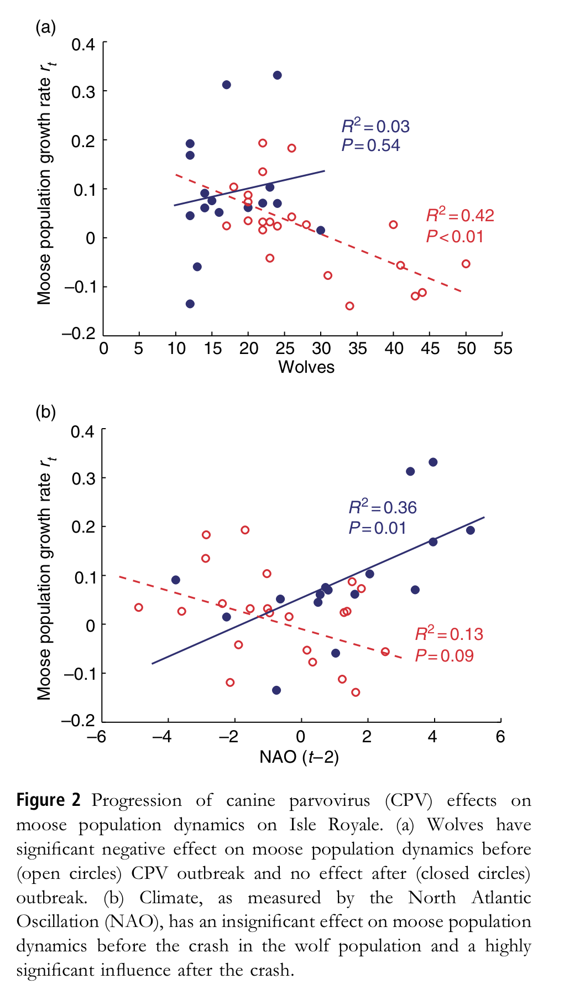 (a)
0.4
0.3
0.2
0.1
0
–0.1
–0.2
Moose population growth rate rt
R2=0.03
P=0.54
R2=0.42
P<0.01
0 5 10 15 20 25 30 35 40 45 50 55
Wolves
(b)
0.4
0.3
0.2
0.1
0
–0.1
–0.2
Moose population growth rate rt
R2=0.36
P=0.01
R2=0.13
P=0.09
–6 –4 –2 0 2 4 6
NAO (t–2)
Figure 2 Progression of canine parvovirus (CPV) effects on
moose population dynamics on Isle Royale. (a) Wolves have
significant negative effect on moose population dynamics before
(open circles) CPV outbreak and no effect after (closed circles)
outbreak. (b) Climate, as measured by the North Atlantic
Oscillation (NAO), has an insignificant effect on moose population
dynamics before the crash in the wolf population and a highly
significant influence after the crash.